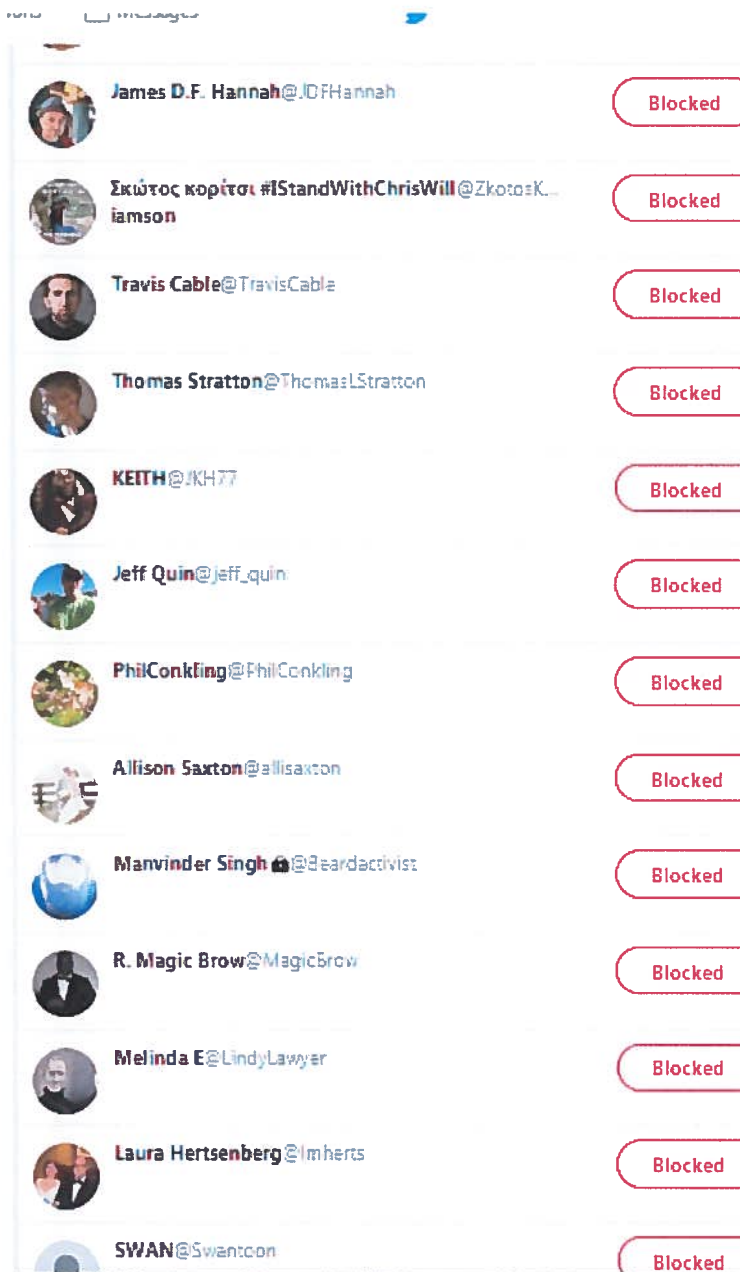 Messages
James D.F. Hannah@JDFHannah
Blocked
Σκώτος κορίτσι #IStandWithChrisWill@ZkotosK...
iamson
Blocked
Travis Cable@TravisCable
Blocked
Thomas Stratton@ThomasLStratton
Blocked
KEITH@JKH77
Blocked
Jeff Quin@jeff_quin
Blocked
PhilConkling@PhilConkling
Blocked
Allison Saxton@allisaxton
Blocked
Manvinder Singh @Beardactivist
Blocked
R. Magic Brow@MagicBrow
Blocked
Melinda E@LindyLawyer
Blocked
Laura Hertsenberg@lmherts
Blocked
SWAN@Swantoon
Blocked